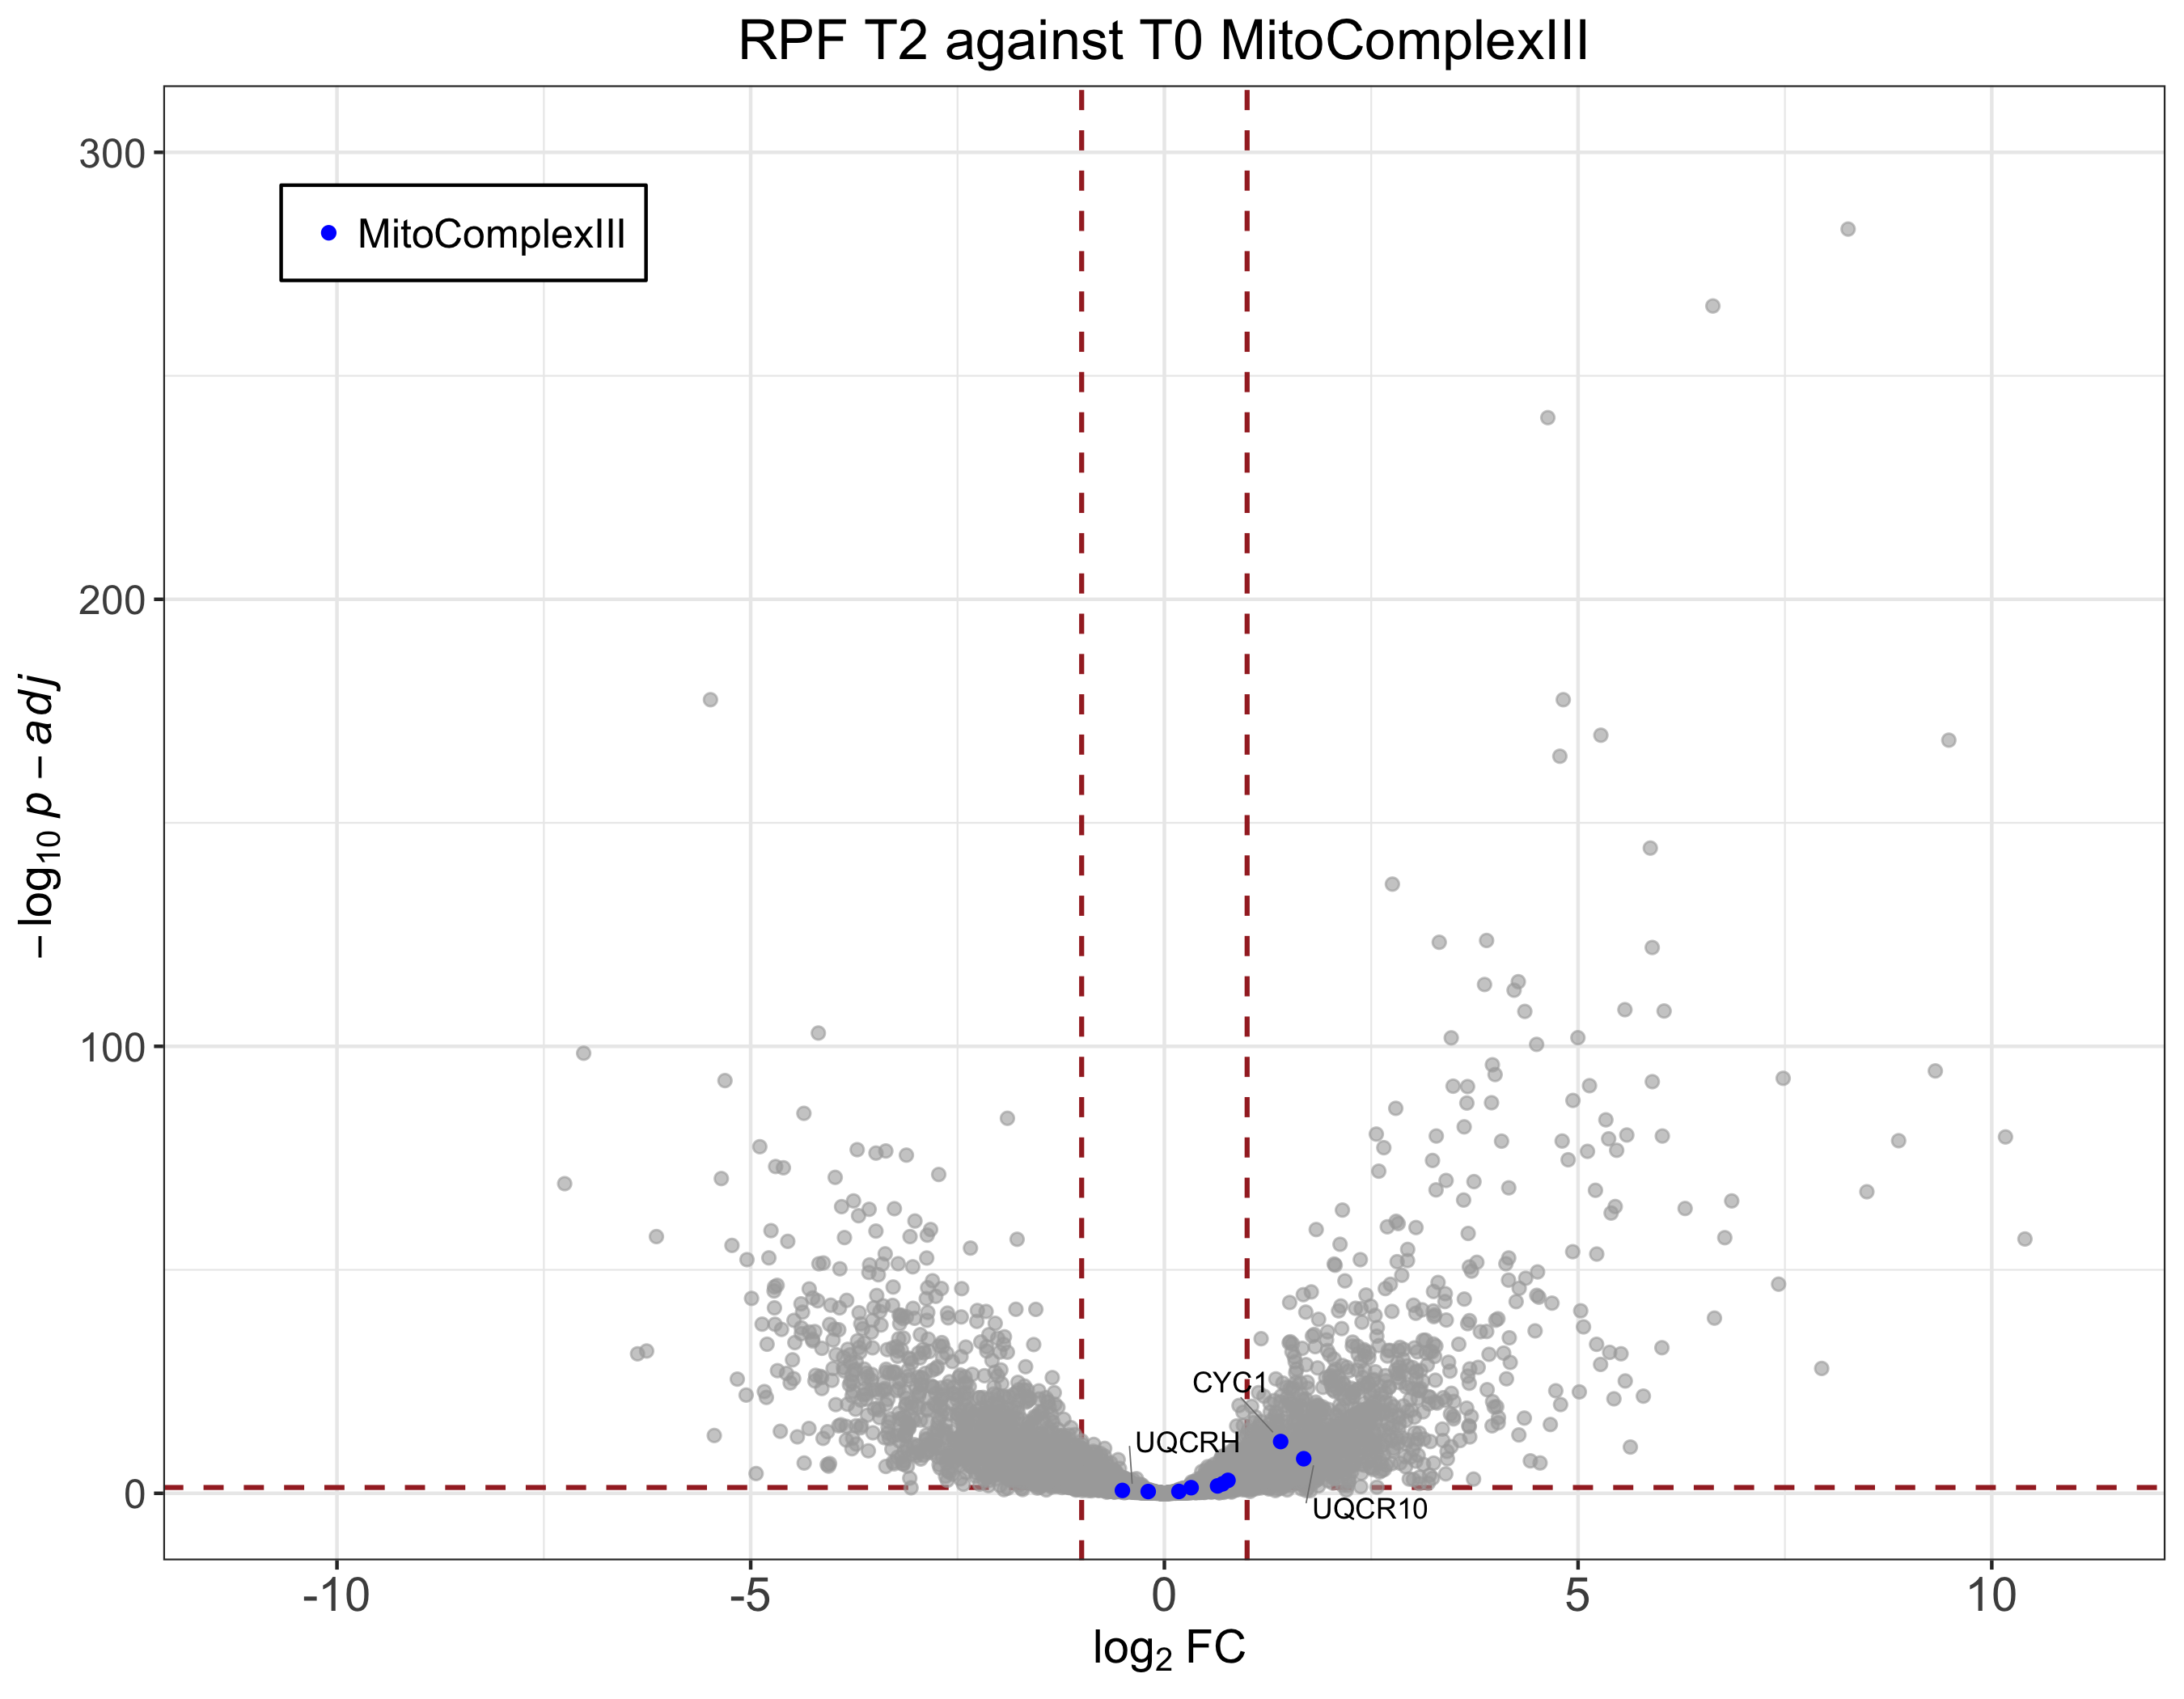 RPF T2 against T0 MitoComplexIII
300
MitoComplexIII
200
−log10 p − adj
100
CYC1
UQCRH
0
UQCR10
-10 -5 0 5 10
log2 FC